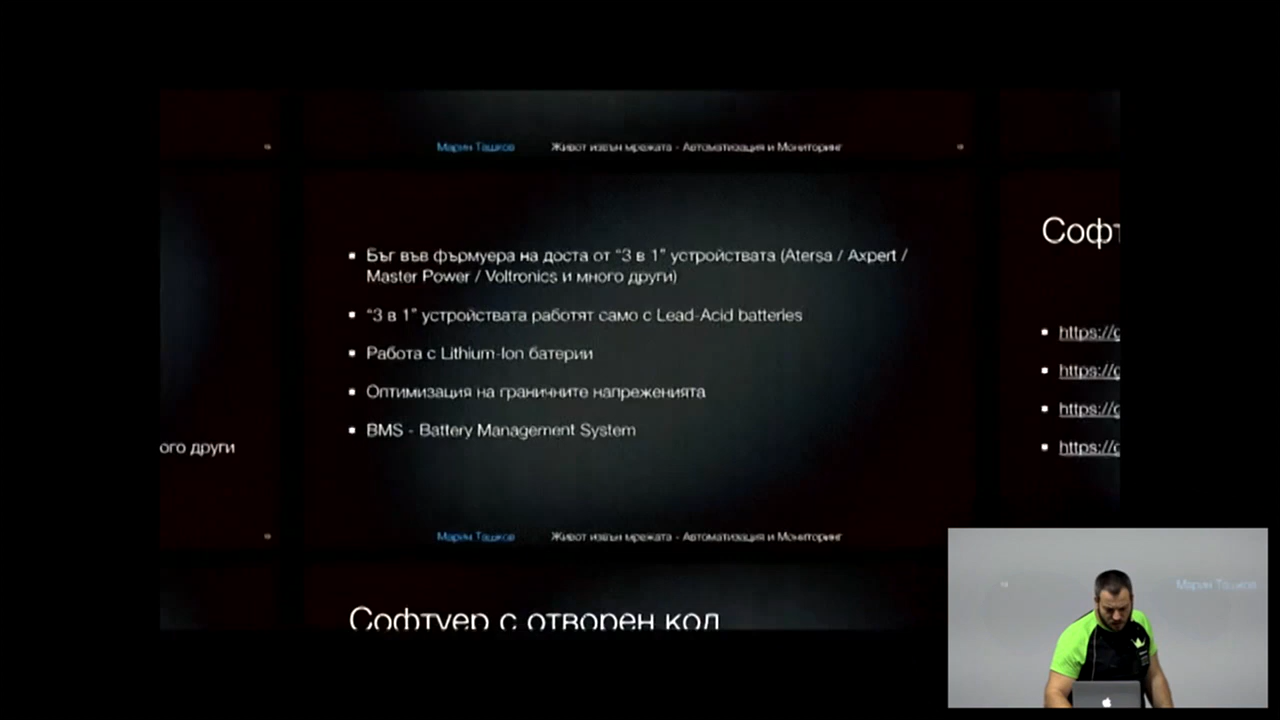 Марин Ташков Живот извън мрежата - Автоматизация и Мониторинг
Бъг във фърмуера на доста от “3 в 1” устройствата (Atersa / Axpert /
Master Power / Voltronics и много други)
“3 в 1” устройствата работят само с Lead-Acid batteries
Работа с Lithium-Ion батерии
Оптимизация на граничните напреженията
BMS - Battery Management System
ого други
Софт
https://g
https://g
https://g
https://g
Марин Ташков Живот извън мрежата - Автоматизация и Мониторинг
Софтуер с отворен код
Марин Ташков